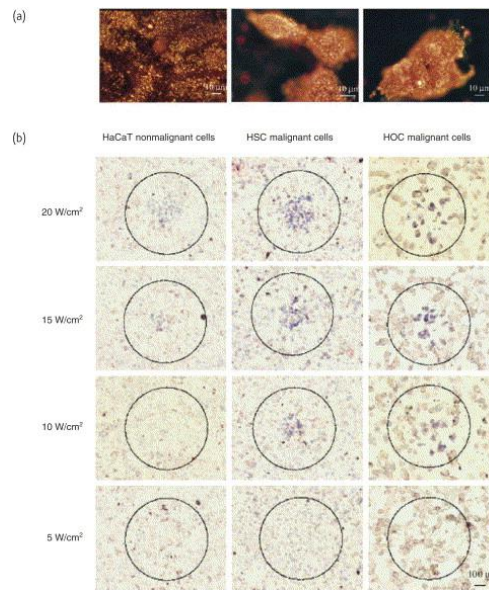 (a)
10 μm
10 μm
10 μm
(b)
HaCaT nonmalignant cells
HSC malignant cells
HOC malignant cells
20 W/cm²
15 W/cm²
10 W/cm²
5 W/cm²
100 μ